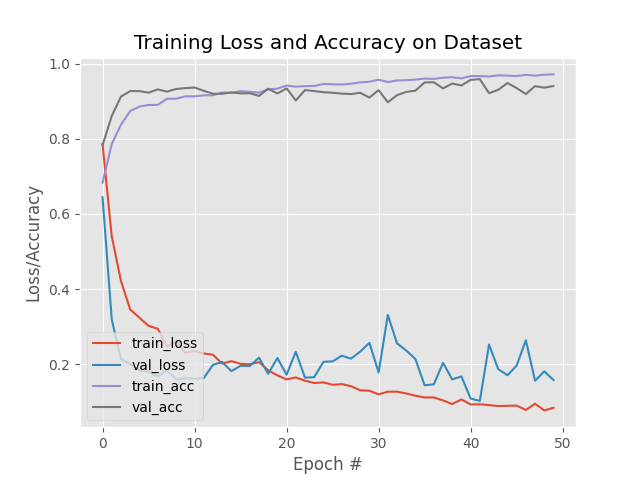 Training Loss and Accuracy on Dataset
Loss/Accuracy
1.0
0.8
0.6
0.4
0.2
train_loss
val_loss
train_acc
val_acc
0 10 20 30 40 50
Epoch #